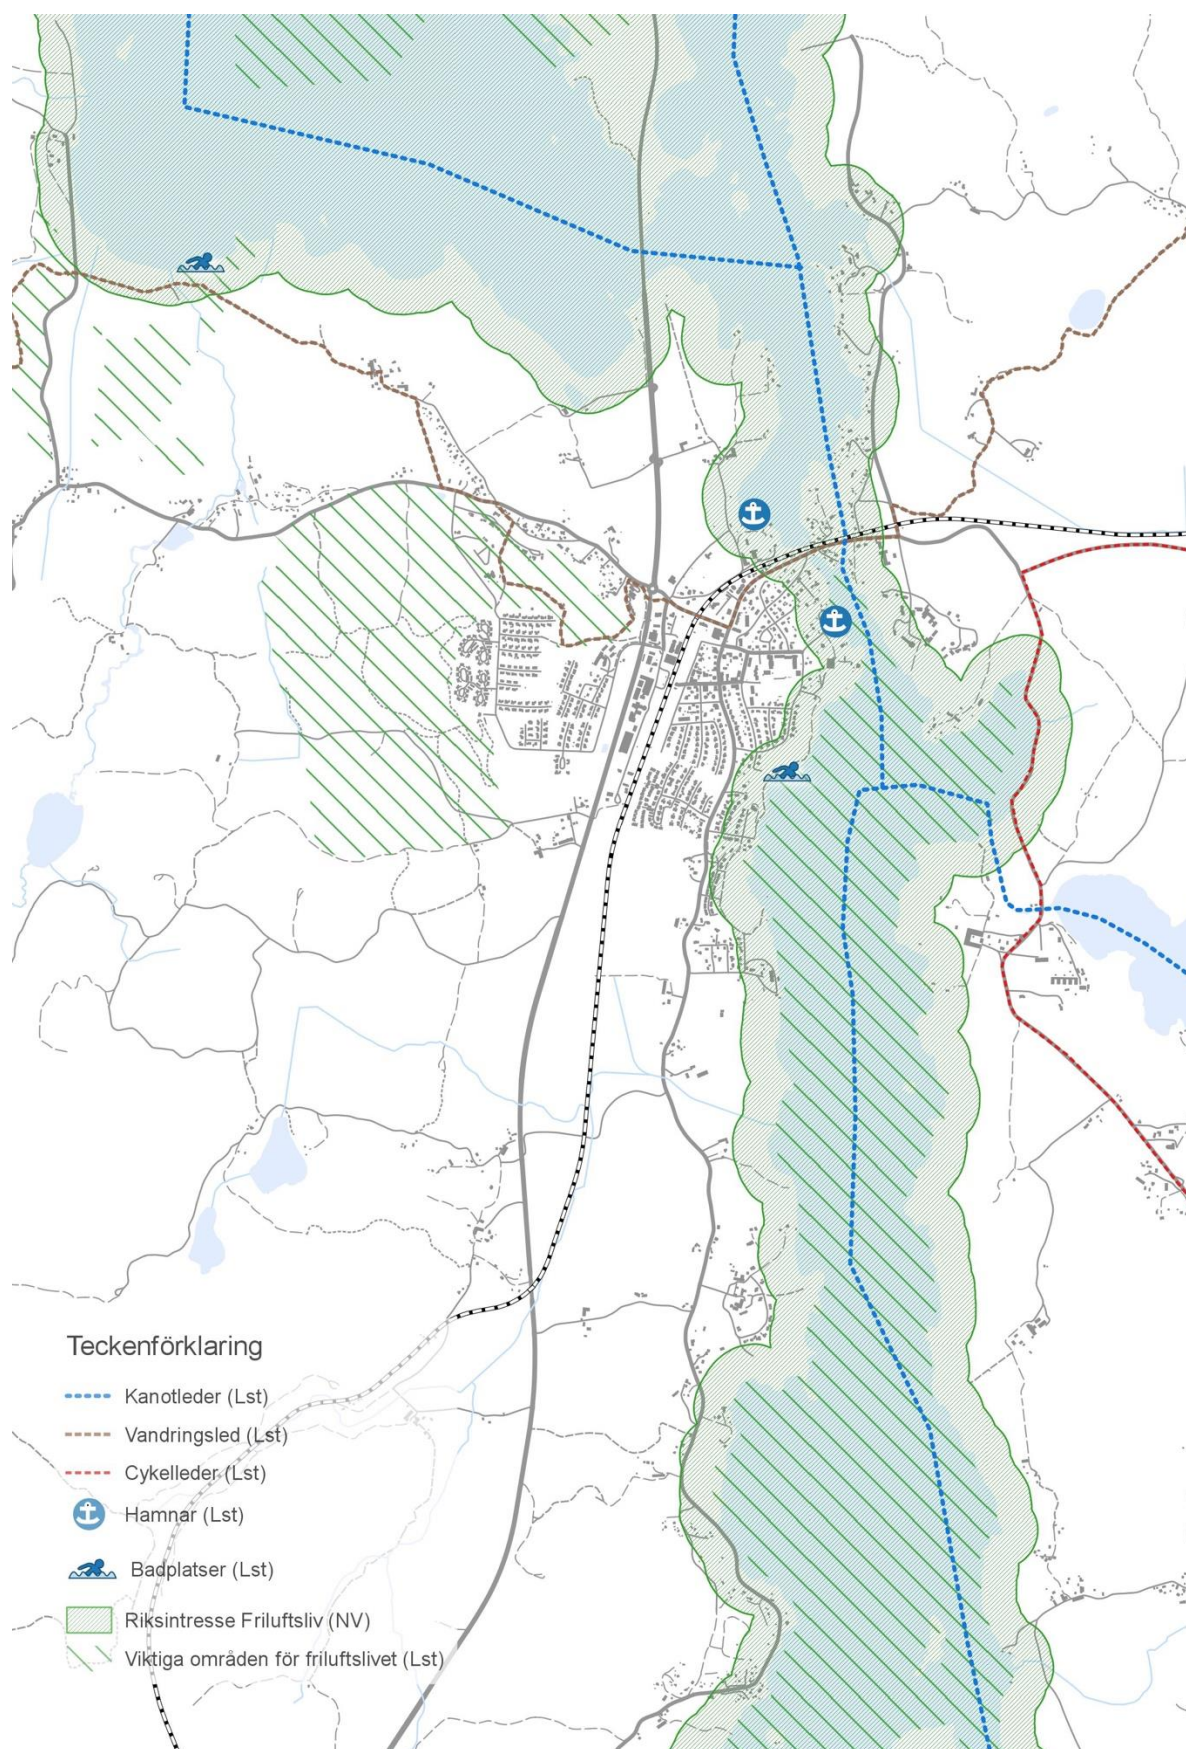 Teckenförklaring
Kanotleder (Lst)
Vandringsled (Lst)
Cykelleder (Lst)
Hamnar (Lst)
Badplatser (Lst)
Riksintresse Friluftsliv (NV)
Viktiga områden för friluftslivet (Lst)